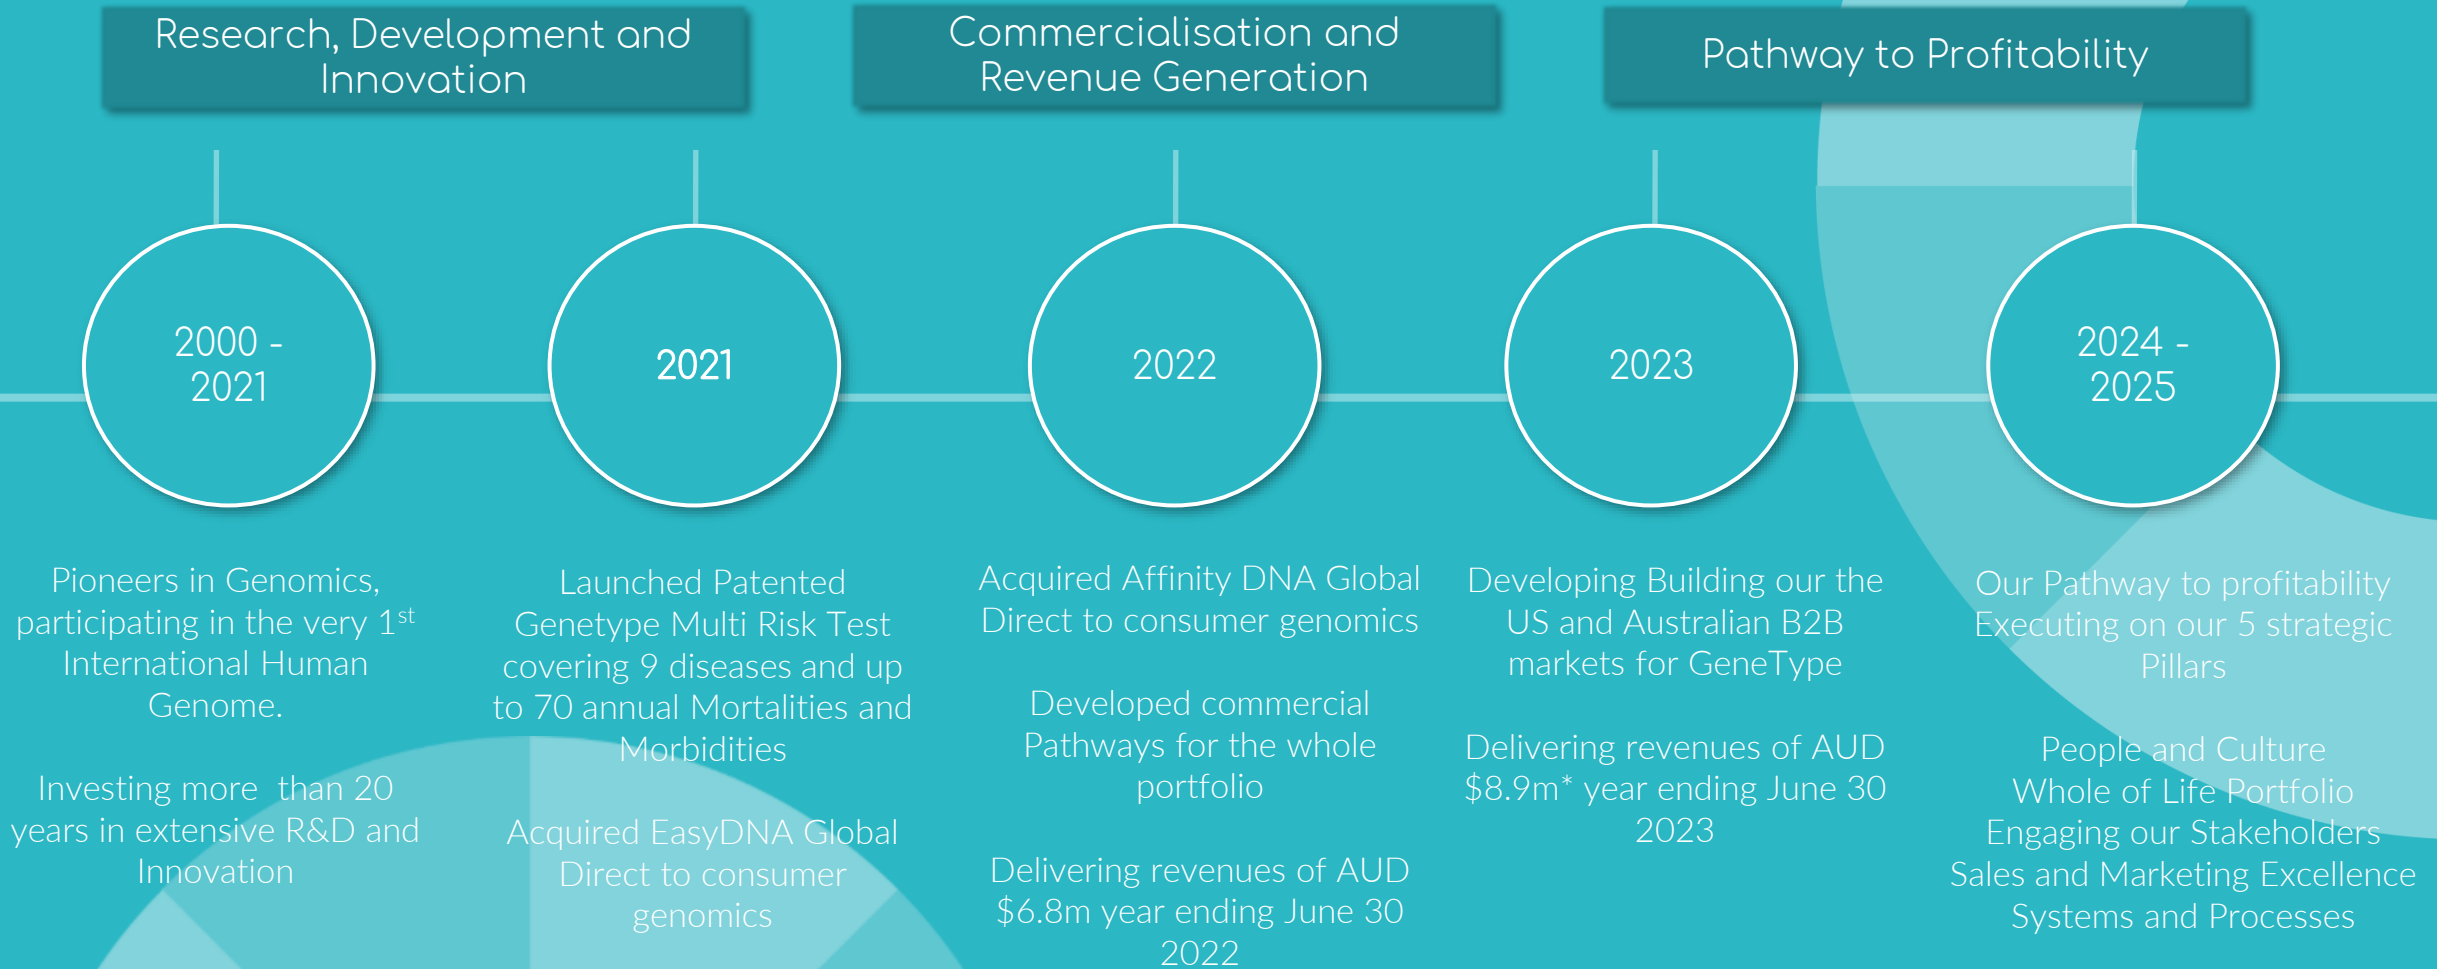 Research, Development and
Innovation
Commercialisation and
Revenue Generation
Pathway to Profitability
2000 -
2021
2021
2022
2023
2024 -
2025
Pioneers in Genomics,
participating in the very 1st
International Human
Genome.
Investing more  than 20
years in extensive R&D and
Innovation
Launched Patented
Genetype Multi Risk Test
covering 9 diseases and up
to 70 annual Mortalities and
Morbidities
Acquired EasyDNA Global
Direct to consumer
genomics
Acquired Affinity DNA Global
Direct to consumer genomics
Developed commercial
Pathways for the whole
portfolio
Delivering revenues of AUD
$6.8m year ending June 30
2022
Developing Building our the
US and Australian B2B
markets for GeneType
Delivering revenues of AUD
$8.9m* year ending June 30
2023
Our Pathway to profitability
Executing on our 5 strategic
Pillars
People and Culture
Whole of Life Portfolio
Engaging our Stakeholders
Sales and Marketing Excellence
Systems and Processes